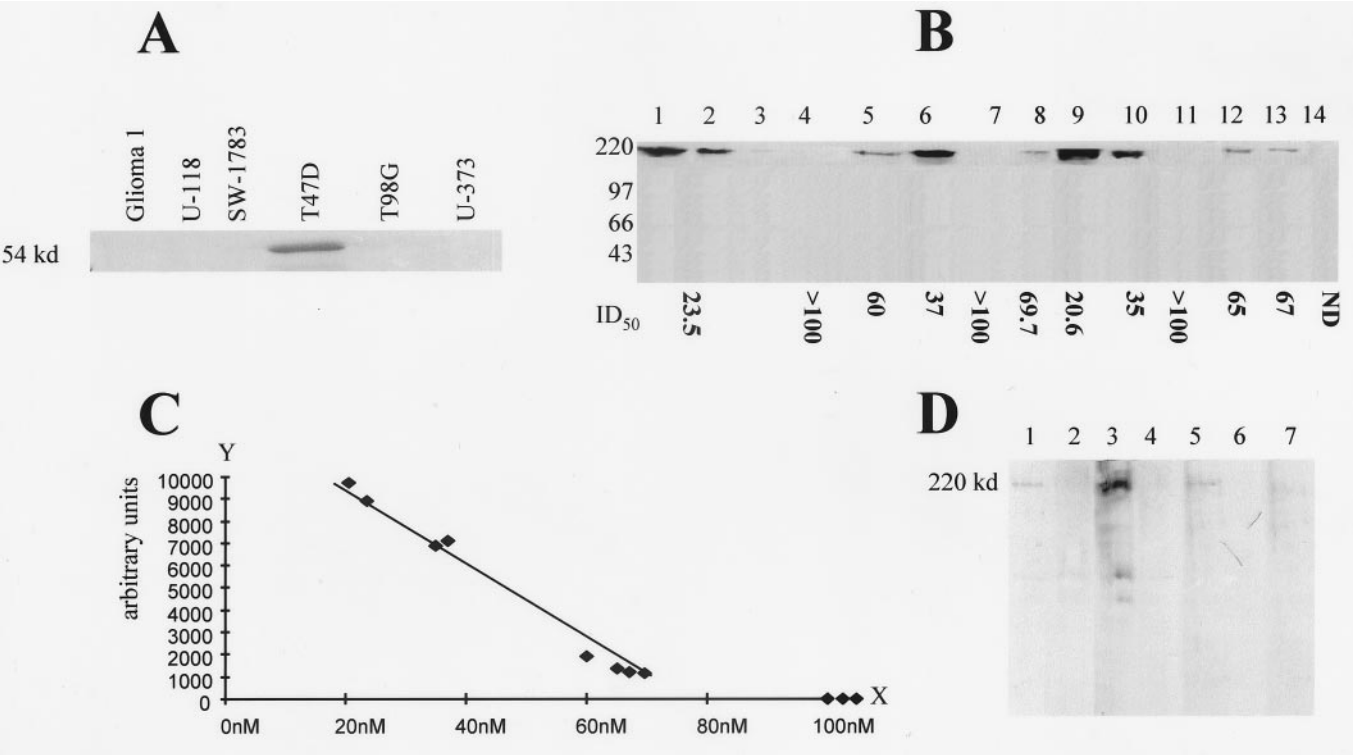 A
Glioma 1
U-118
SW-1783
T47D
T98G
U-373
54 kd
B
1 2 3 4 5 6 7 8 9 10 11 12 13 14
220
97
66
43
ID50
23.5
>100
60
37
>100
69.7
20.6
35
>100
65
67
ND
C
Y
arbitrary units
10000
9000
8000
7000
6000
5000
4000
3000
2000
1000
0
X
0nM 20nM 40nM 60nM 80nM 100nM
D
1 2 3 4 5 6 7
220 kd